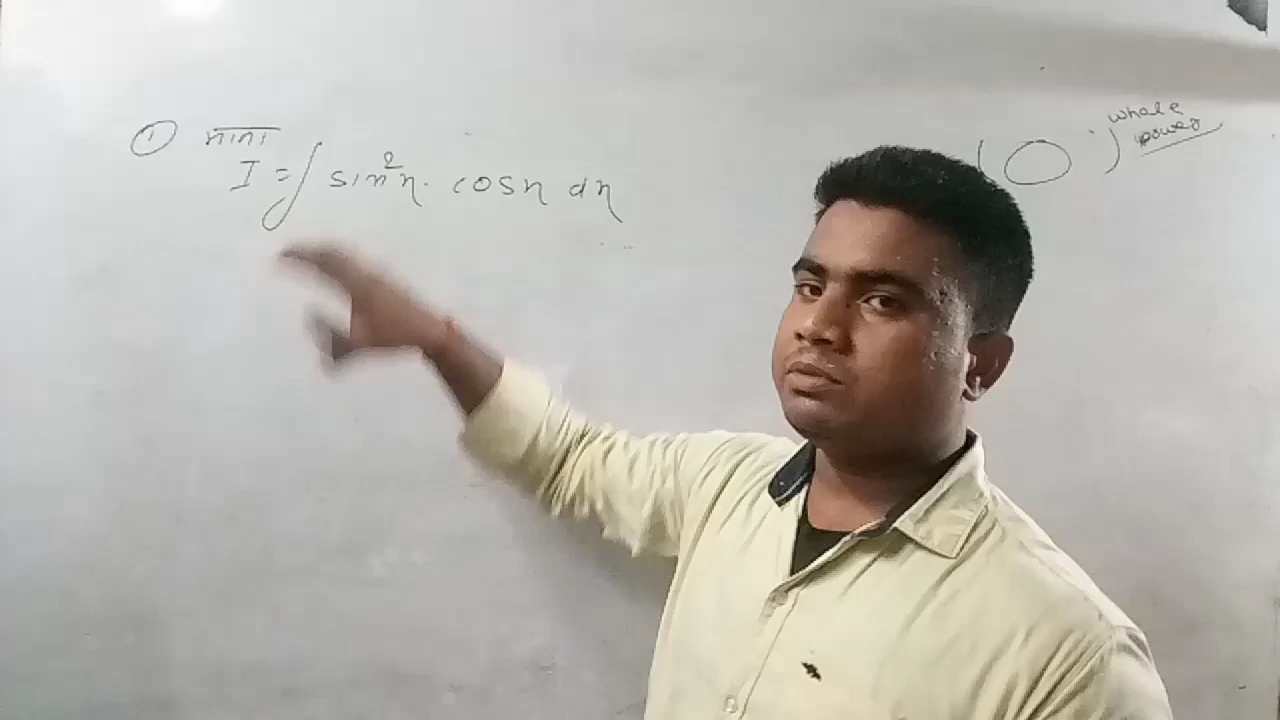 ① माना
I = ∫ sin²x · cosx dx
( ◯ ) whole power